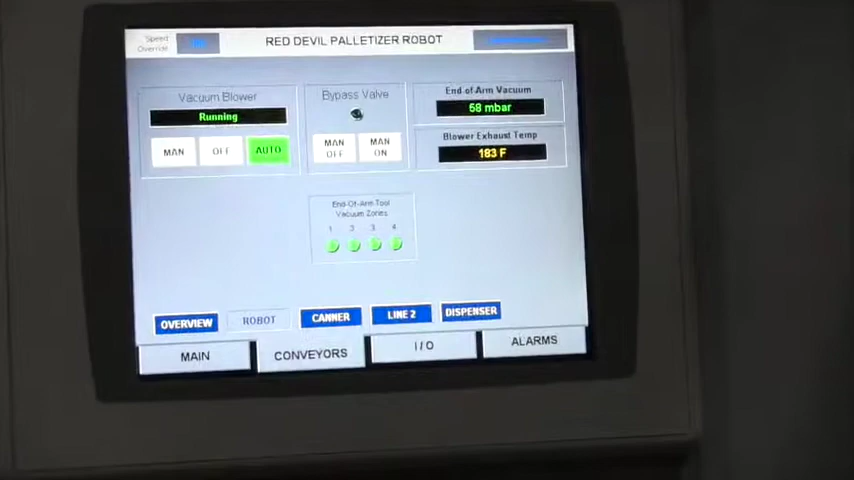 Speed
Override
RED DEVIL PALLETIZER ROBOT
Vacuum Blower
Running
MAN
OFF
AUTO
Bypass Valve
MAN
OFF
MAN
ON
End-of-Arm Vacuum
58 mbar
Blower Exhaust Temp
183 F
End-Of-Arm Tool
Vacuum Zones
1 2 3 4
OVERVIEW
ROBOT
CANNER
LINE 2
DISPENSER
MAIN
CONVEYORS
I/O
ALARMS